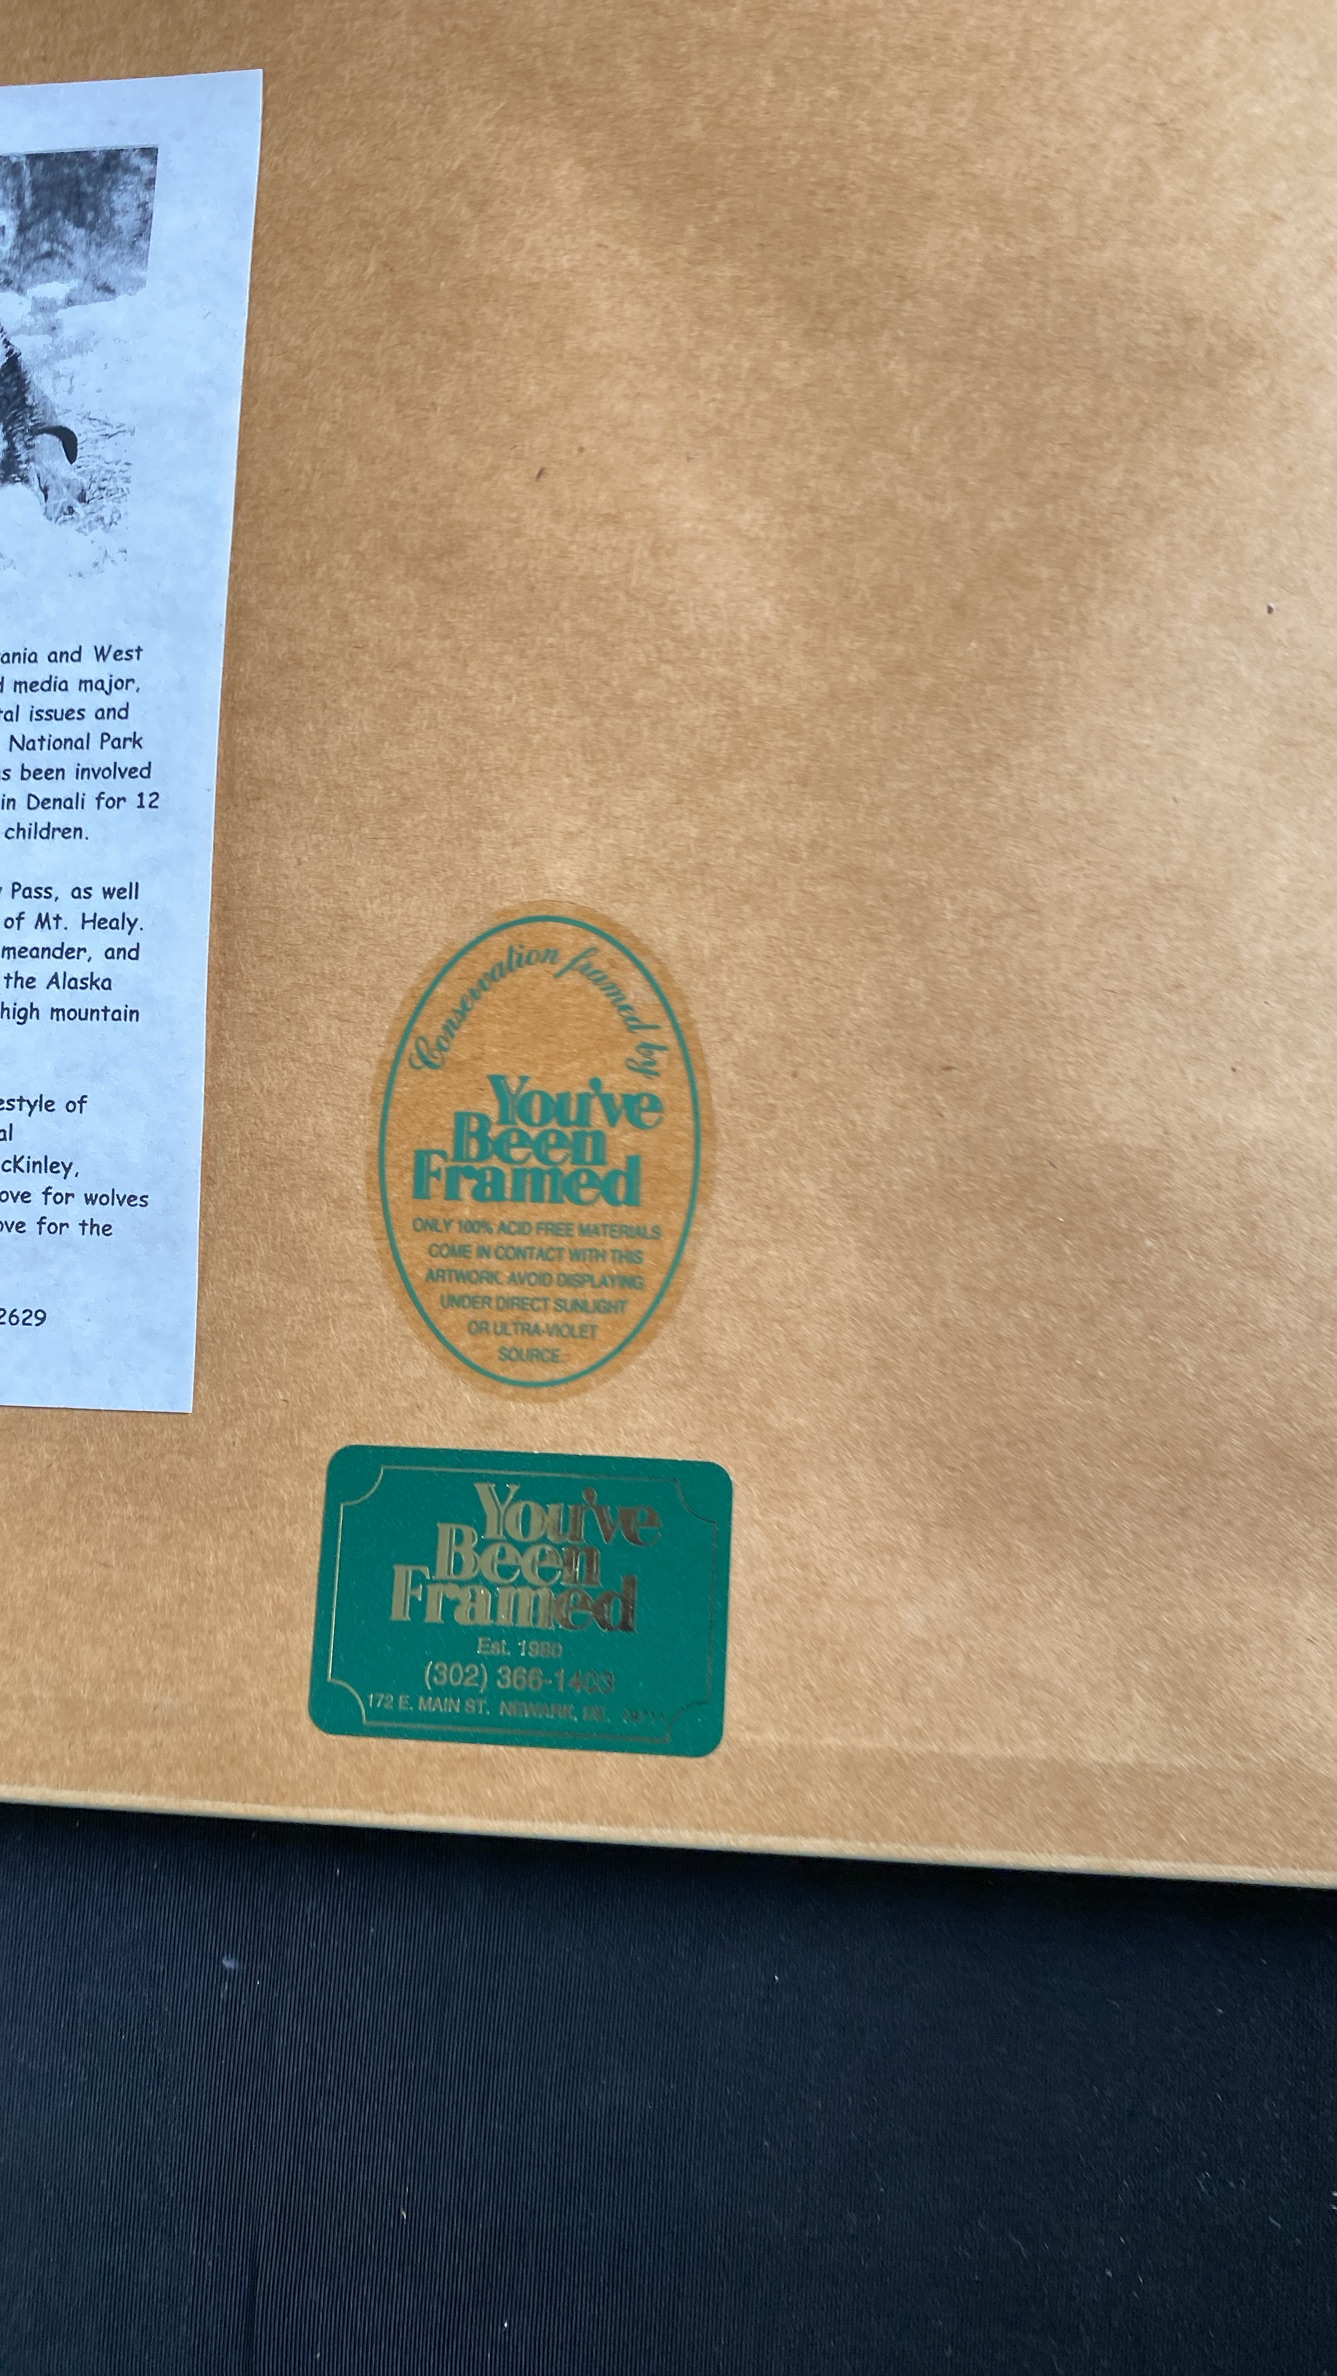 ania and West
d media major,
tal issues and
National Park
s been involved
in Denali for 12
children.
Pass, as well
of Mt. Healy.
meander, and
the Alaska
high mountain
estyle of
al
cKinley,
ove for wolves
ove for the
2629
Conservation framed by
You've
Been
Framed
ONLY 100% ACID FREE MATERIALS
COME IN CONTACT WITH THIS
ARTWORK. AVOID DISPLAYING
UNDER DIRECT SUNLIGHT
OR ULTRA-VIOLET
SOURCE.
You've
Been
Framed
Est. 1980
(302) 366-1403
172 E. MAIN ST. NEWARK, DE.